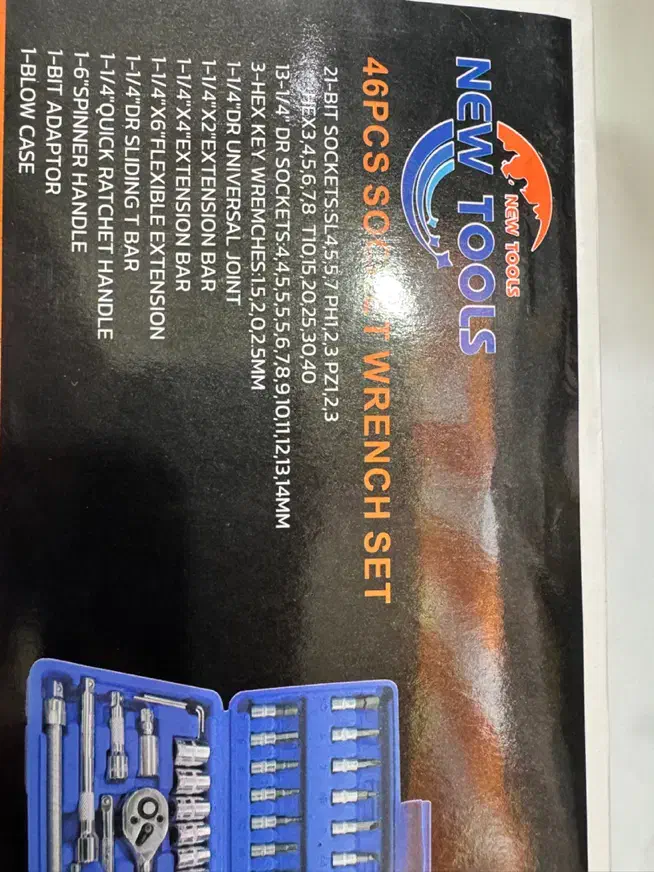 NEW TOOLS
NEW TOOLS
46PCS SOCKET WRENCH SET
21-BIT SOCKETS:SL4,5.5,7 PH1,2,3 PZ1,2,3
HEX3,4,5,6,7,8 T10,15,20,25,30,40
13-1/4" DR SOCKETS:4,4.5,5,5.5,6,7,8,9,10,11,12,13,14MM
3-HEX KEY WREMCHES:1.5,2.0,2.5MM
1-1/4"DR UNIVERSAL JOINT
1-1/4"X2"EXTENSION BAR
1-1/4"X4"EXTENSION BAR
1-1/4"X6"FLEXIBLE EXTENSION
1-1/4"DR SLIDING T BAR
1-1/4"QUICK RATCHET HANDLE
1-6"SPINNER HANDLE
1-BIT ADAPTOR
1-BLOW CASE